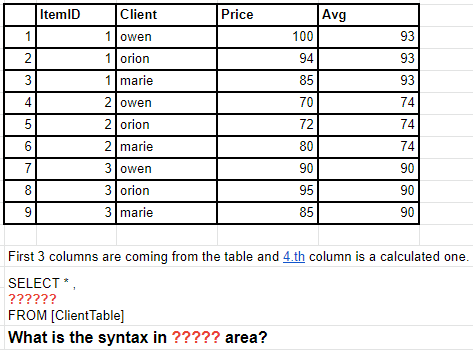 ItemID Client Price Avg
1 1 owen 100 93
2 1 orion 94 93
3 1 marie 85 93
4 2 owen 70 74
5 2 orion 72 74
6 2 marie 80 74
7 3 owen 90 90
8 3 orion 95 90
9 3 marie 85 90
First 3 columns are coming from the table and 4.th column is a calculated one.
SELECT * ,
??????
FROM [ClientTable]
What is the syntax in ????? area?